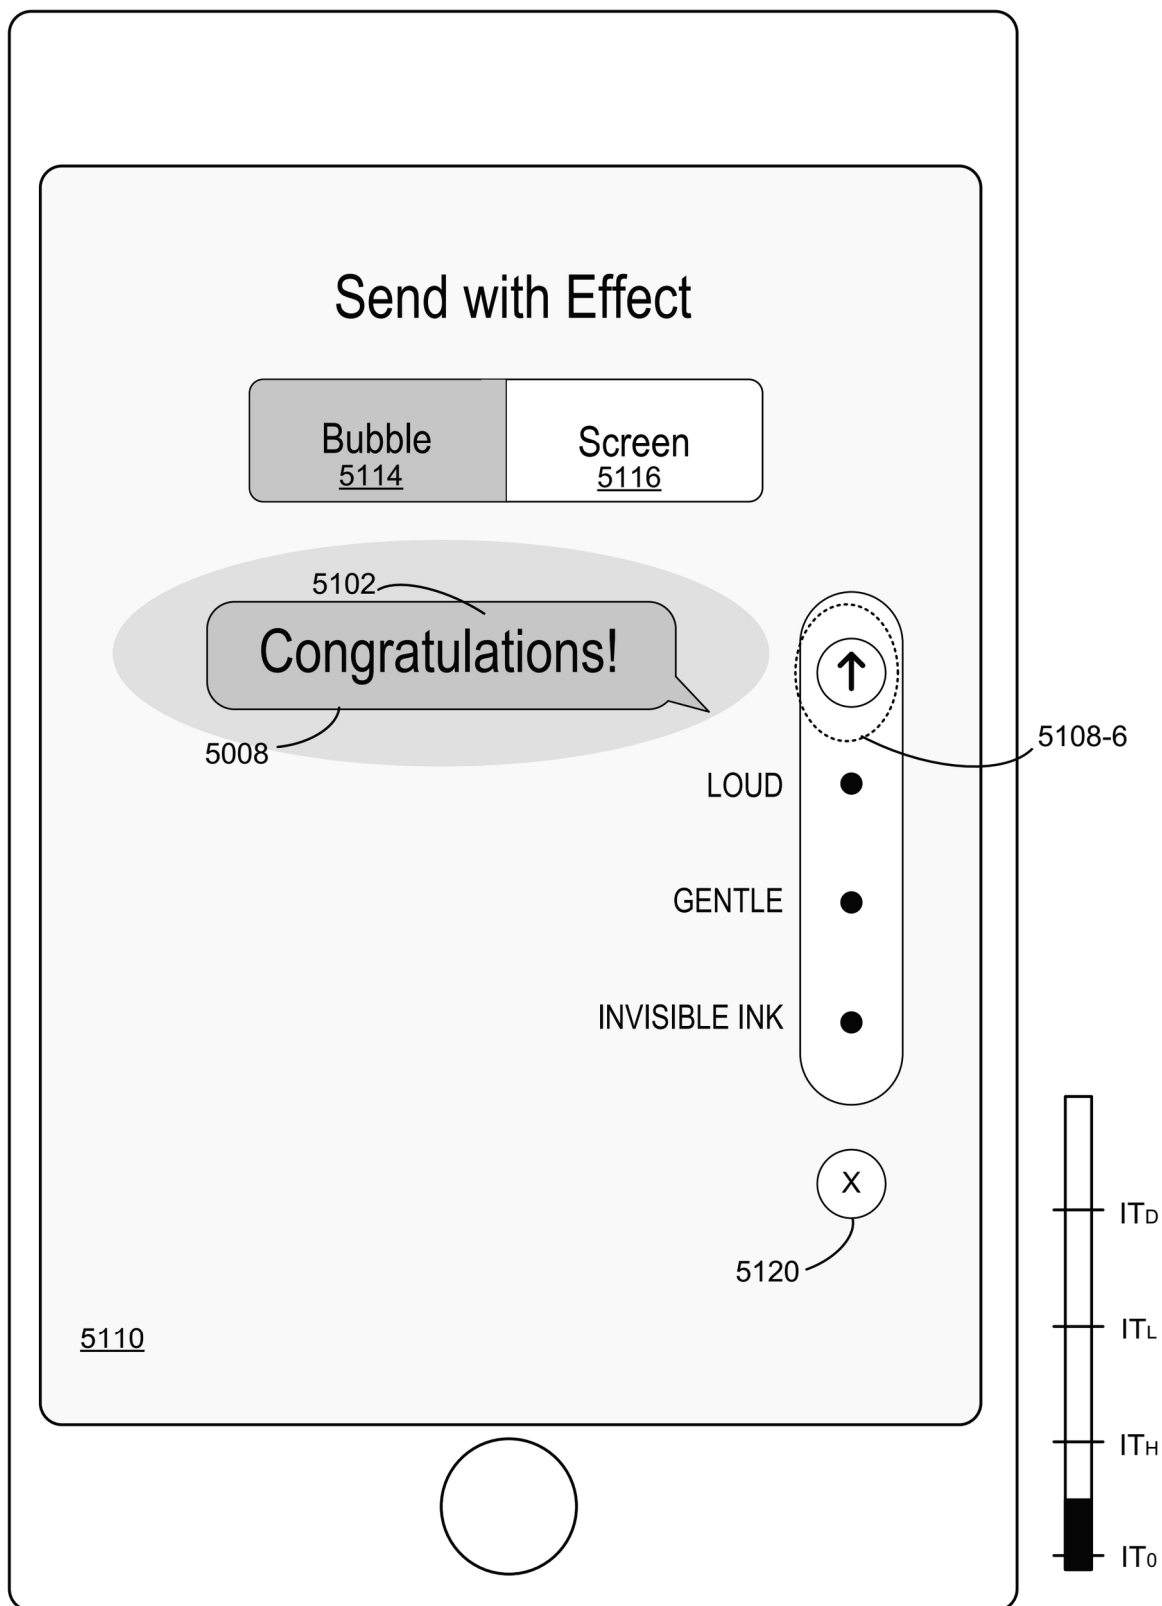 Send with Effect
Bubble
5114
Screen
5116
5102
Congratulations!
5008
5108-6
LOUD
GENTLE
INVISIBLE INK
X
5120
5110
ITD
ITL
ITH
IT0